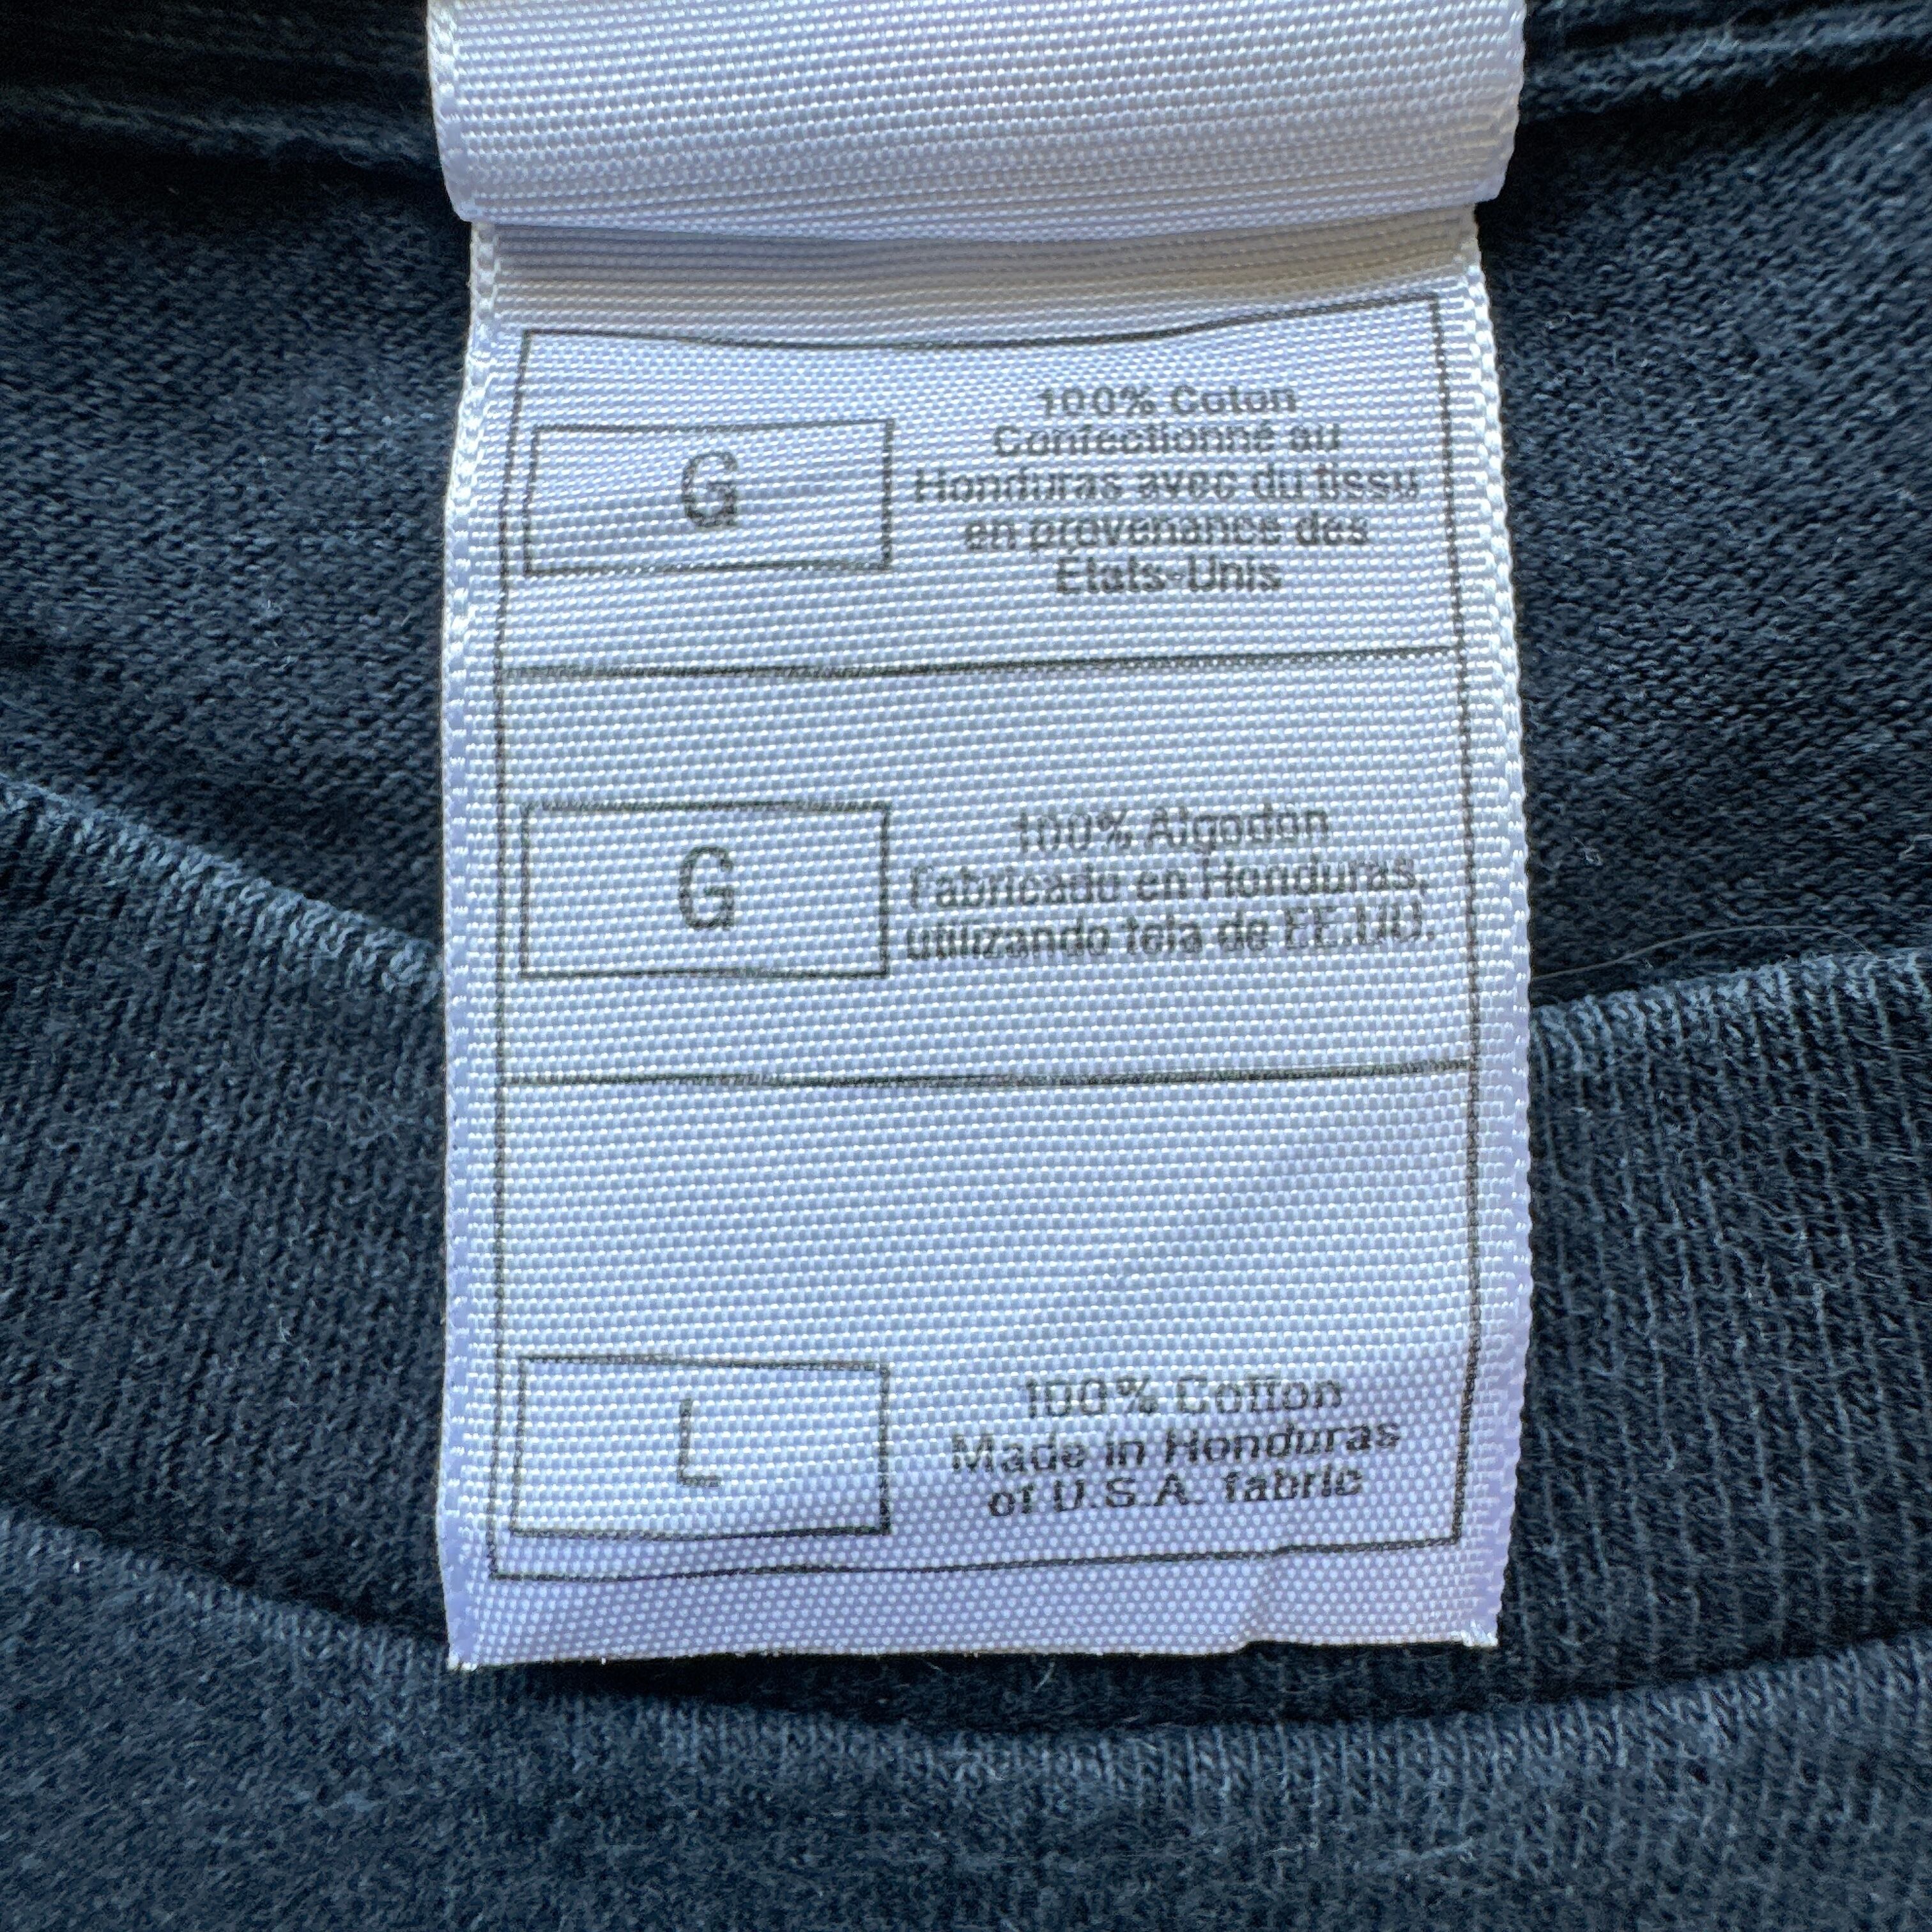 G
100% Coton
Confectionné au
Honduras avec du tissu
en provenance des
États-Unis
G
100% Algodon
Fabricado en Honduras,
utilizando tela de EE.UU.
L
100% Cotton
Made in Honduras
of U.S.A. fabric